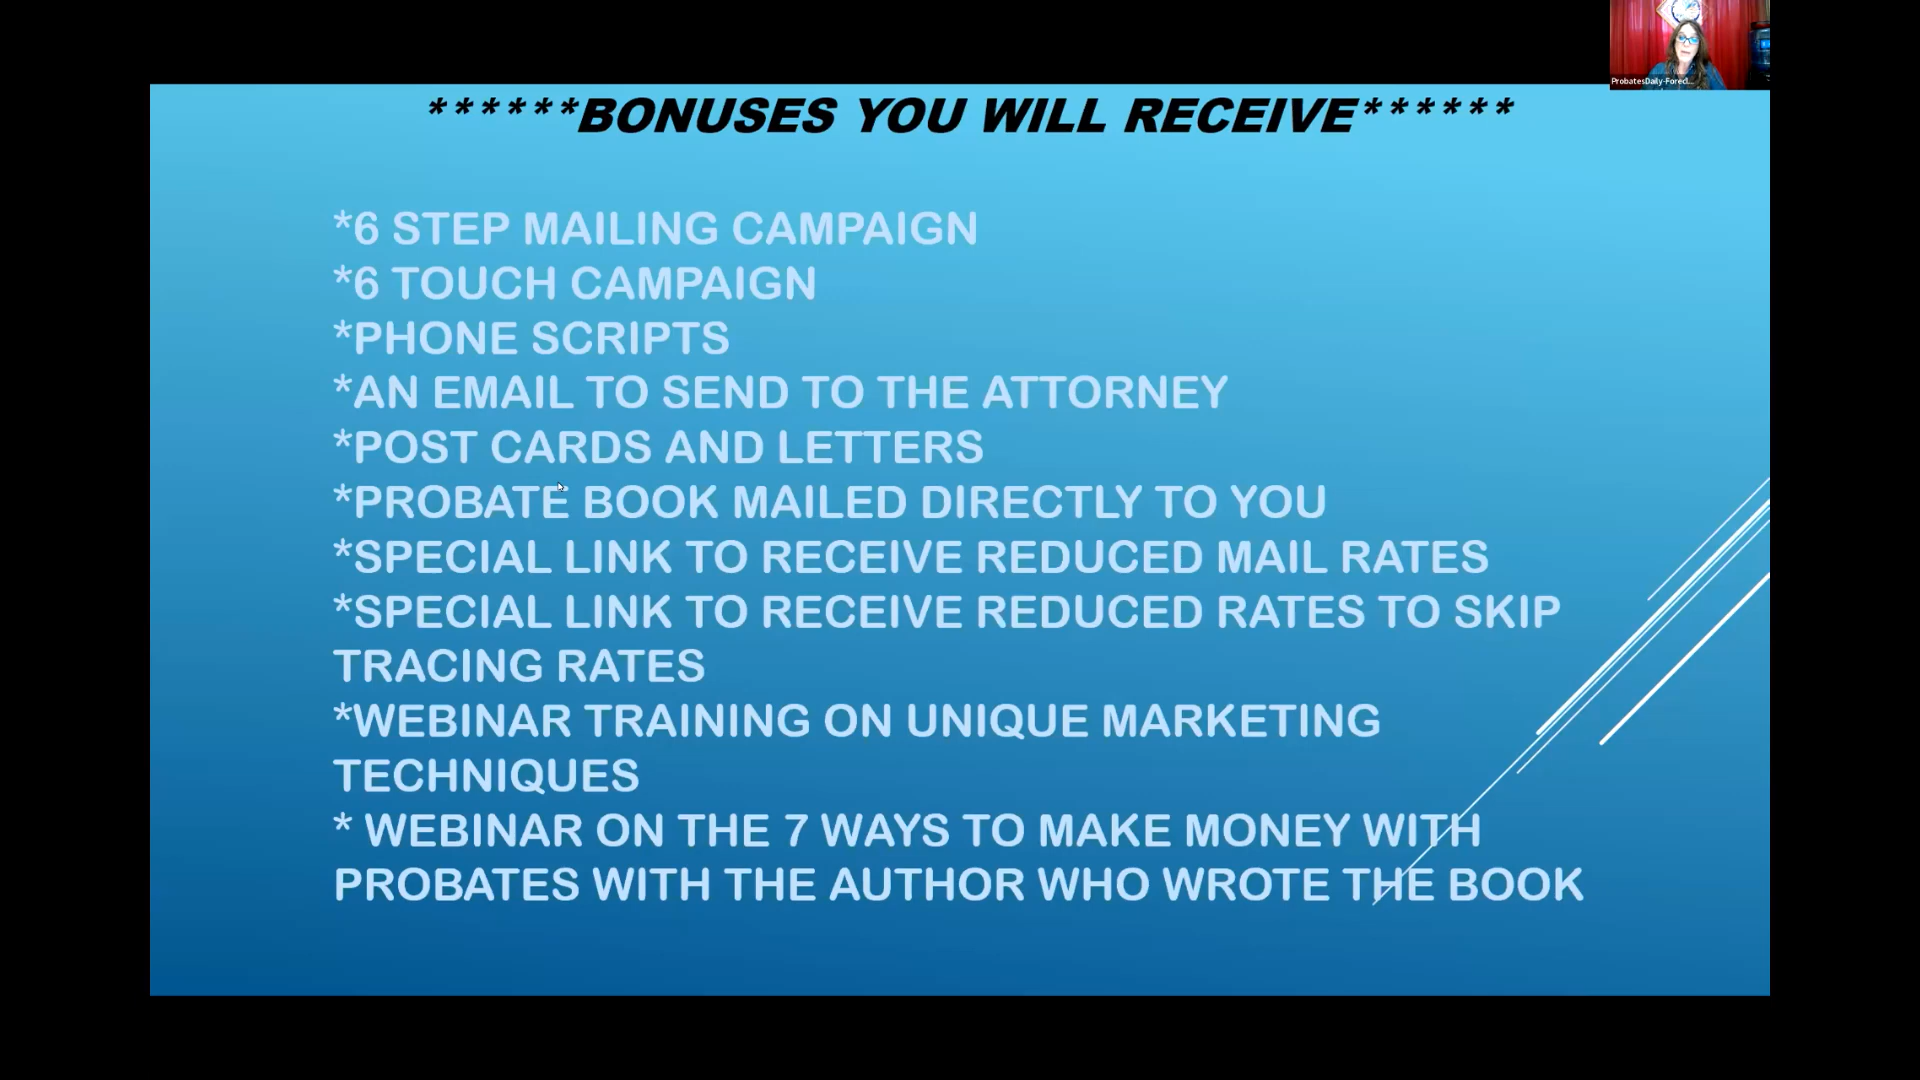 ******BONUSES YOU WILL RECEIVE******
*6 STEP MAILING CAMPAIGN
*6 TOUCH CAMPAIGN
*PHONE SCRIPTS
*AN EMAIL TO SEND TO THE ATTORNEY
*POST CARDS AND LETTERS
*PROBATE BOOK MAILED DIRECTLY TO YOU
*SPECIAL LINK TO RECEIVE REDUCED MAIL RATES
*SPECIAL LINK TO RECEIVE REDUCED RATES TO SKIP
TRACING RATES
*WEBINAR TRAINING ON UNIQUE MARKETING
TECHNIQUES
* WEBINAR ON THE 7 WAYS TO MAKE MONEY WITH
PROBATES WITH THE AUTHOR WHO WROTE THE BOOK